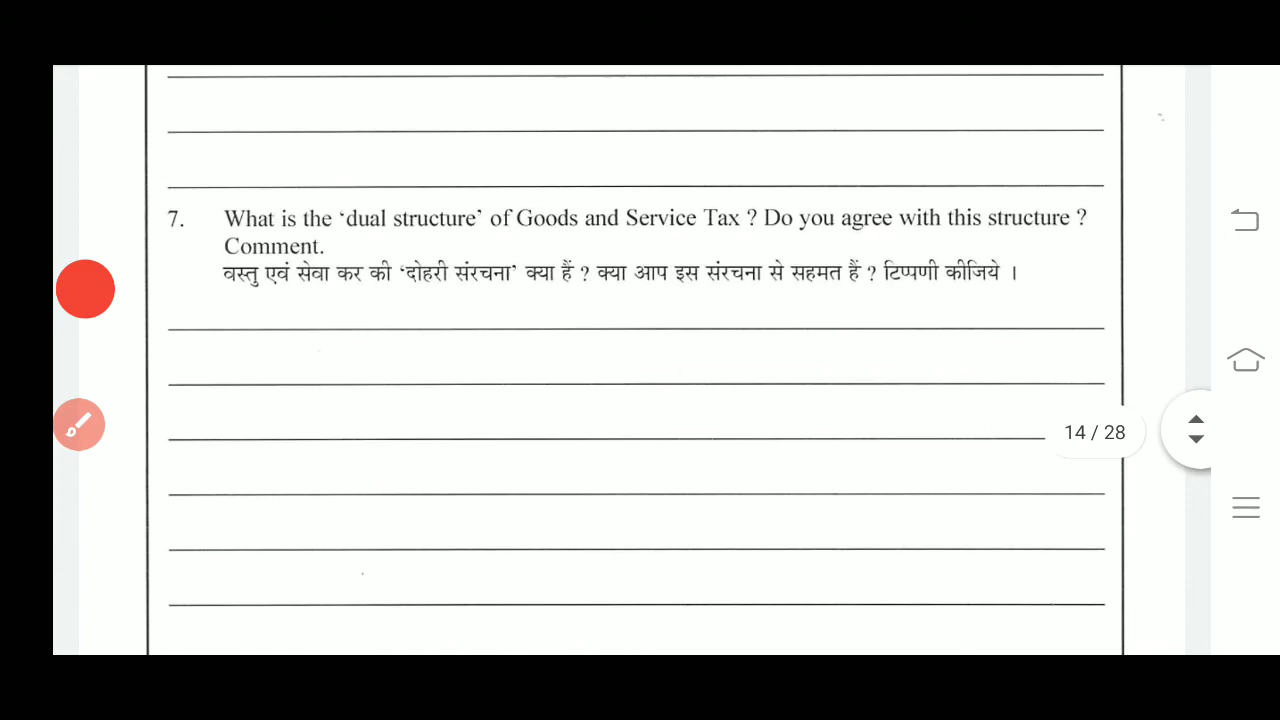 7. What is the ‘dual structure’ of Goods and Service Tax ? Do you agree with this structure ?
Comment.
वस्तु एवं सेवा कर की ‘दोहरी संरचना’ क्या हैं ? क्या आप इस संरचना से सहमत हैं ? टिप्पणी कीजिये ।
14 / 28